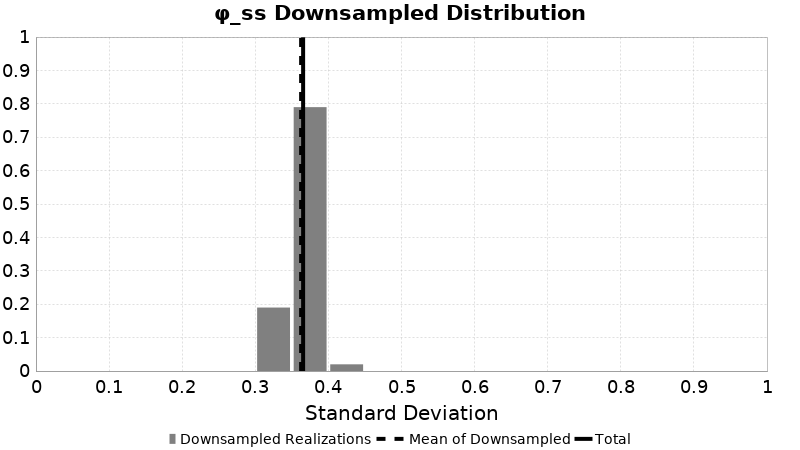 φ_ss Downsampled Distribution
1
0.9
0.8
0.7
0.6
0.5
0.4
0.3
0.2
0.1
0
0 0.1 0.2 0.3 0.4 0.5 0.6 0.7 0.8 0.9 1
Standard Deviation
Downsampled Realizations Mean of Downsampled Total